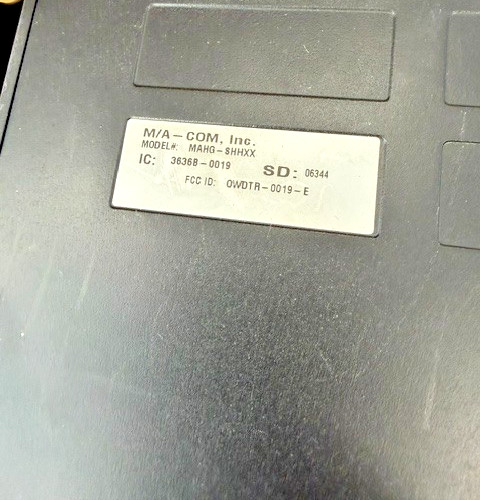 M/A-COM, Inc.
MODEL#: MAHG-SHHXX
IC: 3636B-0019 SD: 06344
FCC ID: OWDTR-0019-E